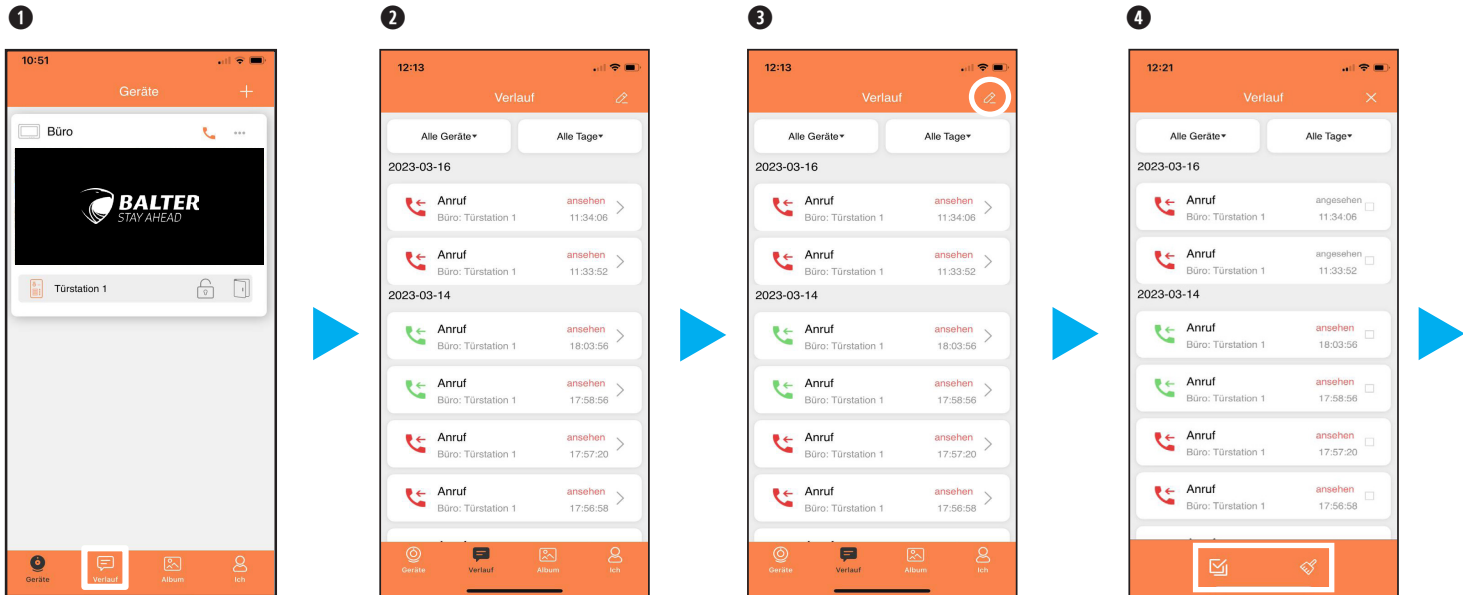 ❶
10:51
Geräte
Büro
BALTER
STAY AHEAD
Türstation 1
Geräte Verlauf Album Ich
❷
12:13
Verlauf
Alle Geräte Alle Tage
2023-03-16
Anruf ansehen
Büro: Türstation 1 11:34:06
Anruf ansehen
Büro: Türstation 1 11:33:52
2023-03-14
Anruf ansehen
Büro: Türstation 1 18:03:56
Anruf ansehen
Büro: Türstation 1 17:58:56
Anruf ansehen
Büro: Türstation 1 17:57:20
Anruf ansehen
Büro: Türstation 1 17:56:58
Geräte Verlauf Album Ich
❸
12:13
Verlauf
Alle Geräte Alle Tage
2023-03-16
Anruf ansehen
Büro: Türstation 1 11:34:06
Anruf ansehen
Büro: Türstation 1 11:33:52
2023-03-14
Anruf ansehen
Büro: Türstation 1 18:03:56
Anruf ansehen
Büro: Türstation 1 17:58:56
Anruf ansehen
Büro: Türstation 1 17:57:20
Anruf ansehen
Büro: Türstation 1 17:56:58
Geräte Verlauf Album Ich
❹
12:21
Verlauf
Alle Geräte Alle Tage
2023-03-16
Anruf angesehen
Büro: Türstation 1 11:34:06
Anruf angesehen
Büro: Türstation 1 11:33:52
2023-03-14
Anruf ansehen
Büro: Türstation 1 18:03:56
Anruf ansehen
Büro: Türstation 1 17:58:56
Anruf ansehen
Büro: Türstation 1 17:57:20
Anruf ansehen
Büro: Türstation 1 17:56:58